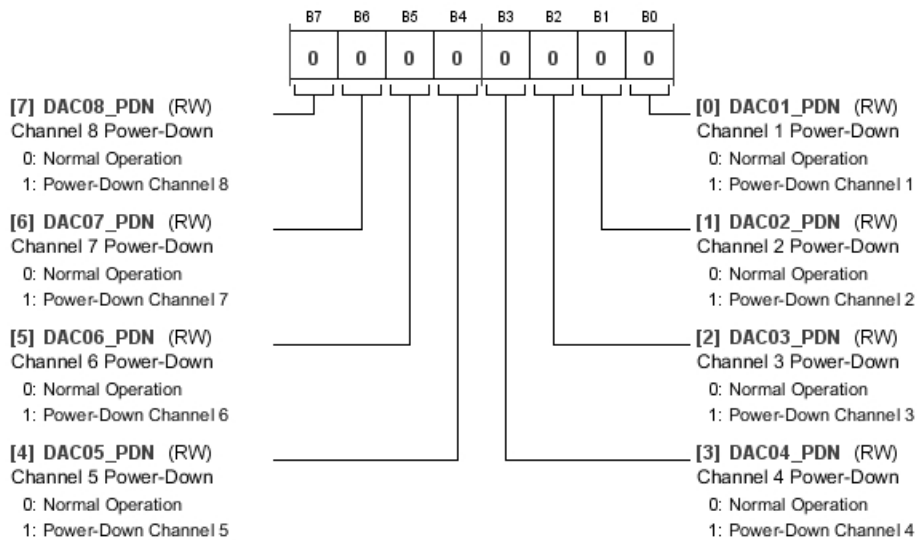 B7 B6 B5 B4 B3 B2 B1 B0
0 0 0 0 0 0 0 0
[7] DAC08_PDN (RW)
Channel 8 Power-Down
0: Normal Operation
1: Power-Down Channel 8
[6] DAC07_PDN (RW)
Channel 7 Power-Down
0: Normal Operation
1: Power-Down Channel 7
[5] DAC06_PDN (RW)
Channel 6 Power-Down
0: Normal Operation
1: Power-Down Channel 6
[4] DAC05_PDN (RW)
Channel 5 Power-Down
0: Normal Operation
1: Power-Down Channel 5
[0] DAC01_PDN (RW)
Channel 1 Power-Down
0: Normal Operation
1: Power-Down Channel 1
[1] DAC02_PDN (RW)
Channel 2 Power-Down
0: Normal Operation
1: Power-Down Channel 2
[2] DAC03_PDN (RW)
Channel 3 Power-Down
0: Normal Operation
1: Power-Down Channel 3
[3] DAC04_PDN (RW)
Channel 4 Power-Down
0: Normal Operation
1: Power-Down Channel 4